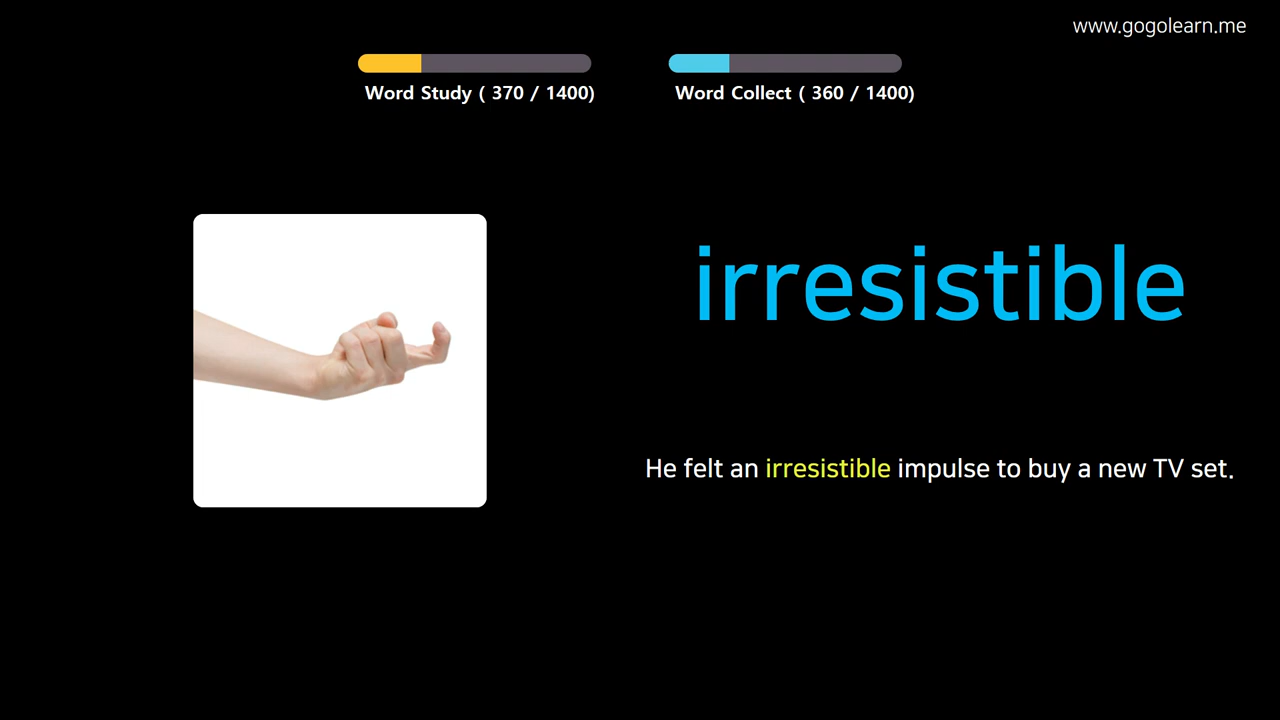 www.gogolearn.me
Word Study ( 370 / 1400)
Word Collect ( 360 / 1400)
irresistible
He felt an irresistible impulse to buy a new TV set.